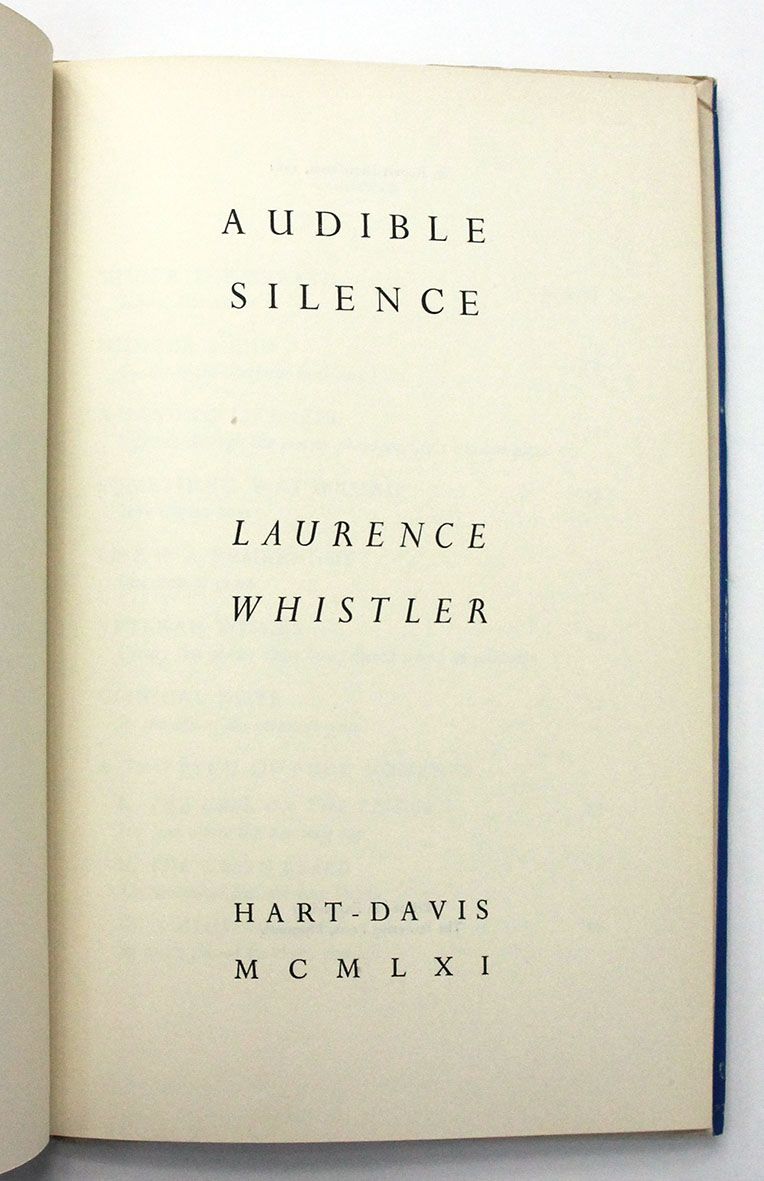 AUDIBLE
SILENCE
LAURENCE
WHISTLER
HART-DAVIS
MCMLXI